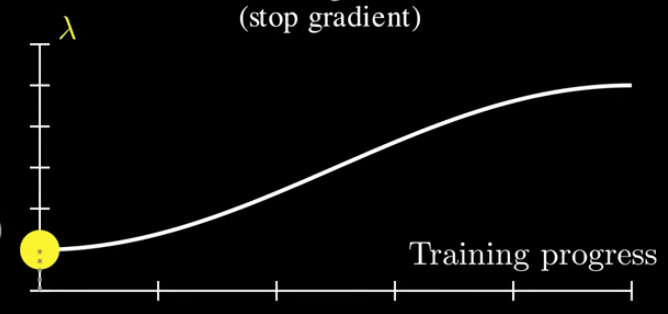 (stop gradient)
λ
Training progress